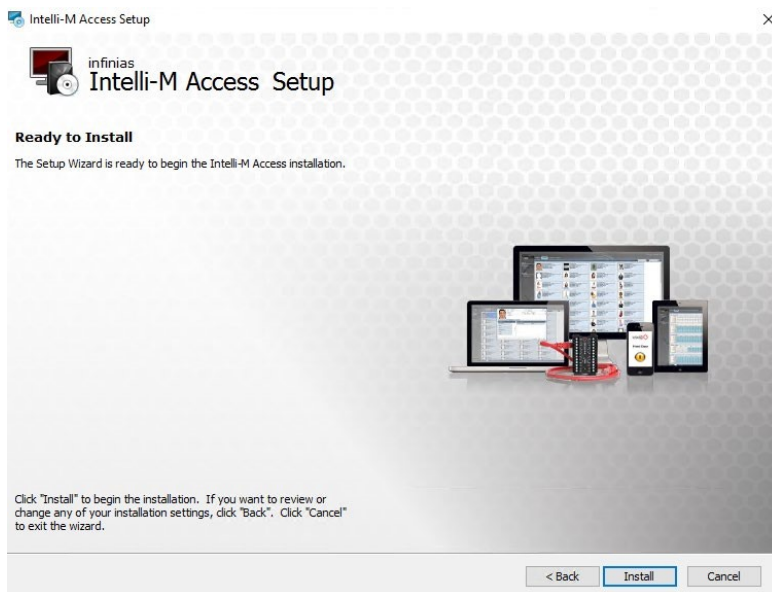 Intelli-M Access Setup
infinias
Intelli-M Access Setup
Ready to Install
The Setup Wizard is ready to begin the Intelli-M Access installation.
Click "Install" to begin the installation. If you want to review or
change any of your installation settings, click "Back". Click "Cancel"
to exit the wizard.
< Back
Install
Cancel